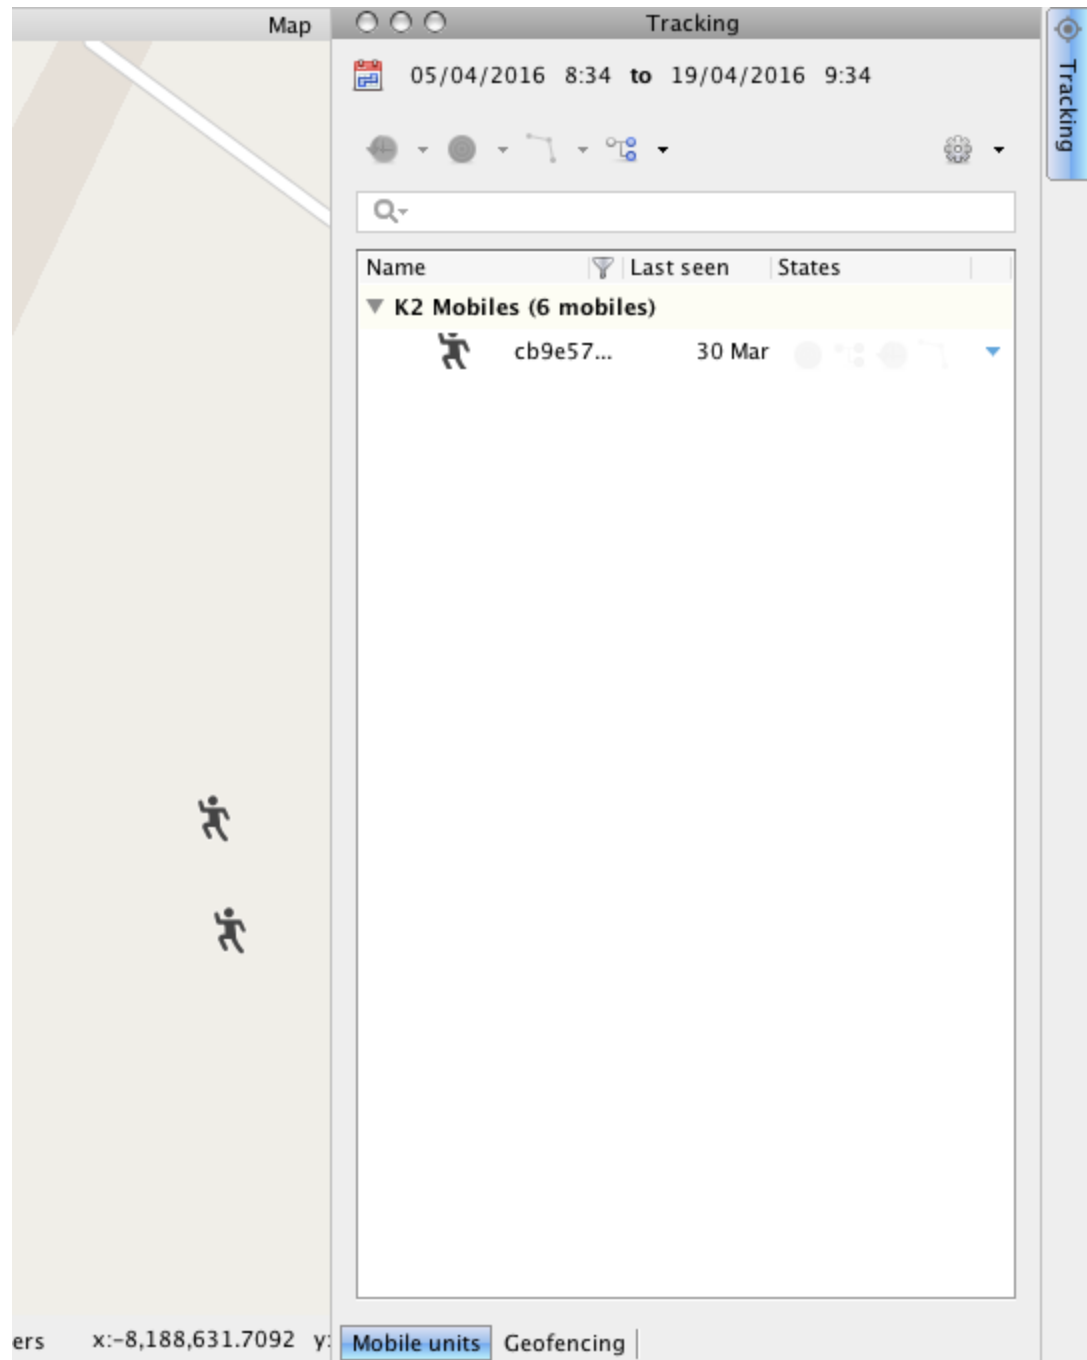 Map
Tracking
Tracking
05/04/2016 8:34 to 19/04/2016 9:34
Name Last seen States
K2 Mobiles (6 mobiles)
cb9e57... 30 Mar
ers x:-8,188,631.7092 y:
Mobile units Geofencing